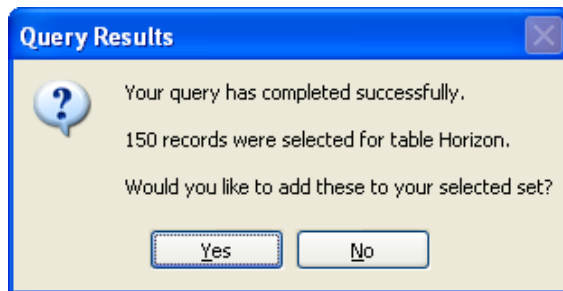 Query Results
Your query has completed successfully.
150 records were selected for table Horizon.
Would you like to add these to your selected set?
Yes No